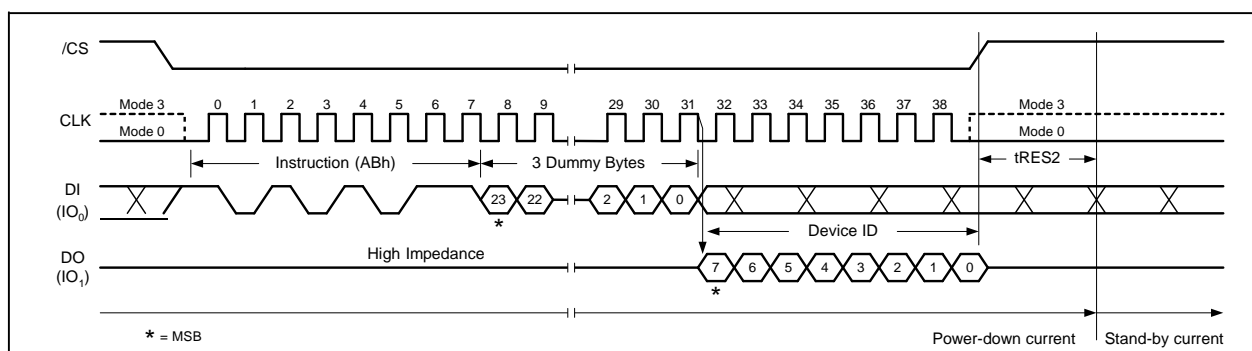 /CS
Mode 3
0 1 2 3 4 5 6 7 8 9 29 30 31 32 33 34 35 36 37 38
Mode 3
CLK
Mode 0
Mode 0
Instruction (ABh)
3 Dummy Bytes
tRES2
DI
(IO0)
23 22 2 1 0
*
Device ID
High Impedance
DO
(IO1)
7 6 5 4 3 2 1 0
*
* = MSB
Power-down current
Stand-by current